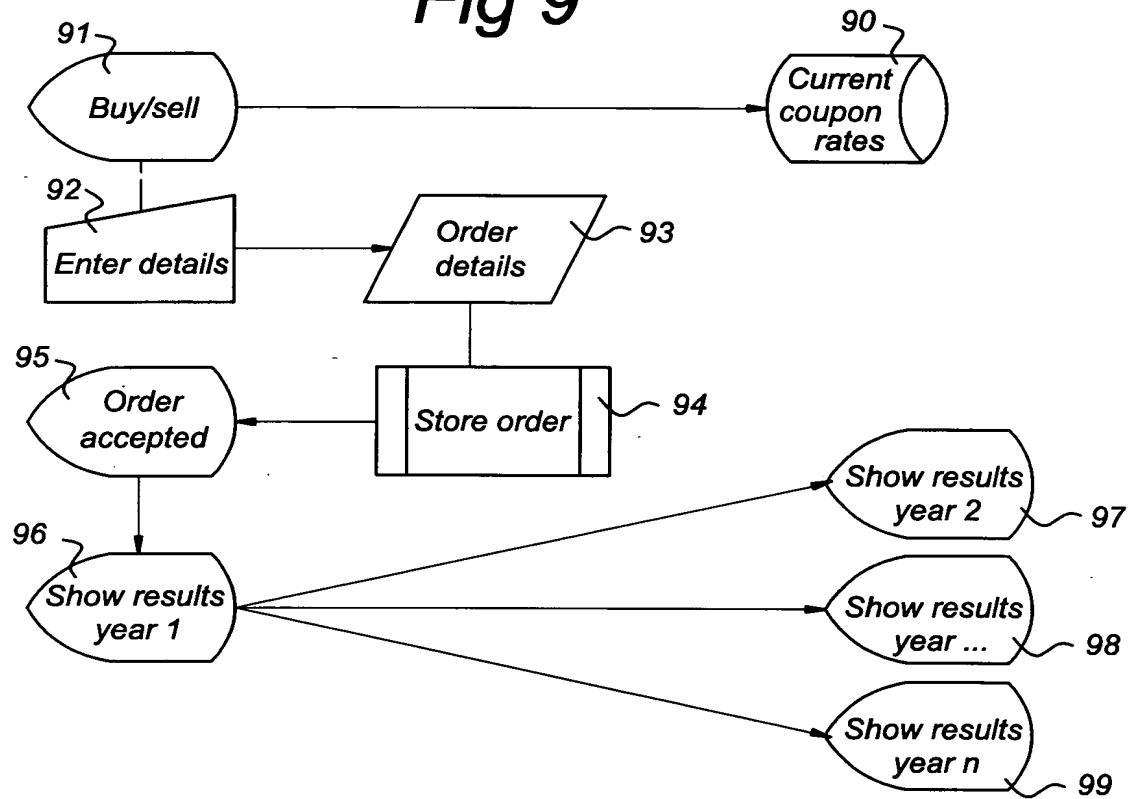 Fig 9
91
Buy/sell
90
Current
coupon
rates
92
Enter details
Order
details
93
95
Order
accepted
Store order
94
96
Show results
year 1
Show results
year 2
97
Show results
year ...
98
Show results
year n
99